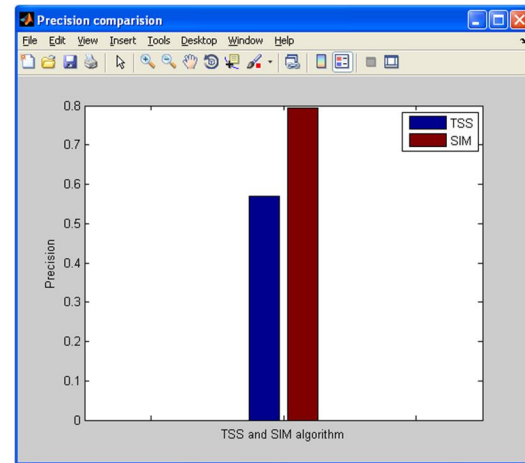 Precision comparision
File Edit View Insert Tools Desktop Window Help
0.8
0.7
0.6
0.5
0.4
0.3
0.2
0.1
0
Precision
TSS
SIM
TSS and SIM algorithm